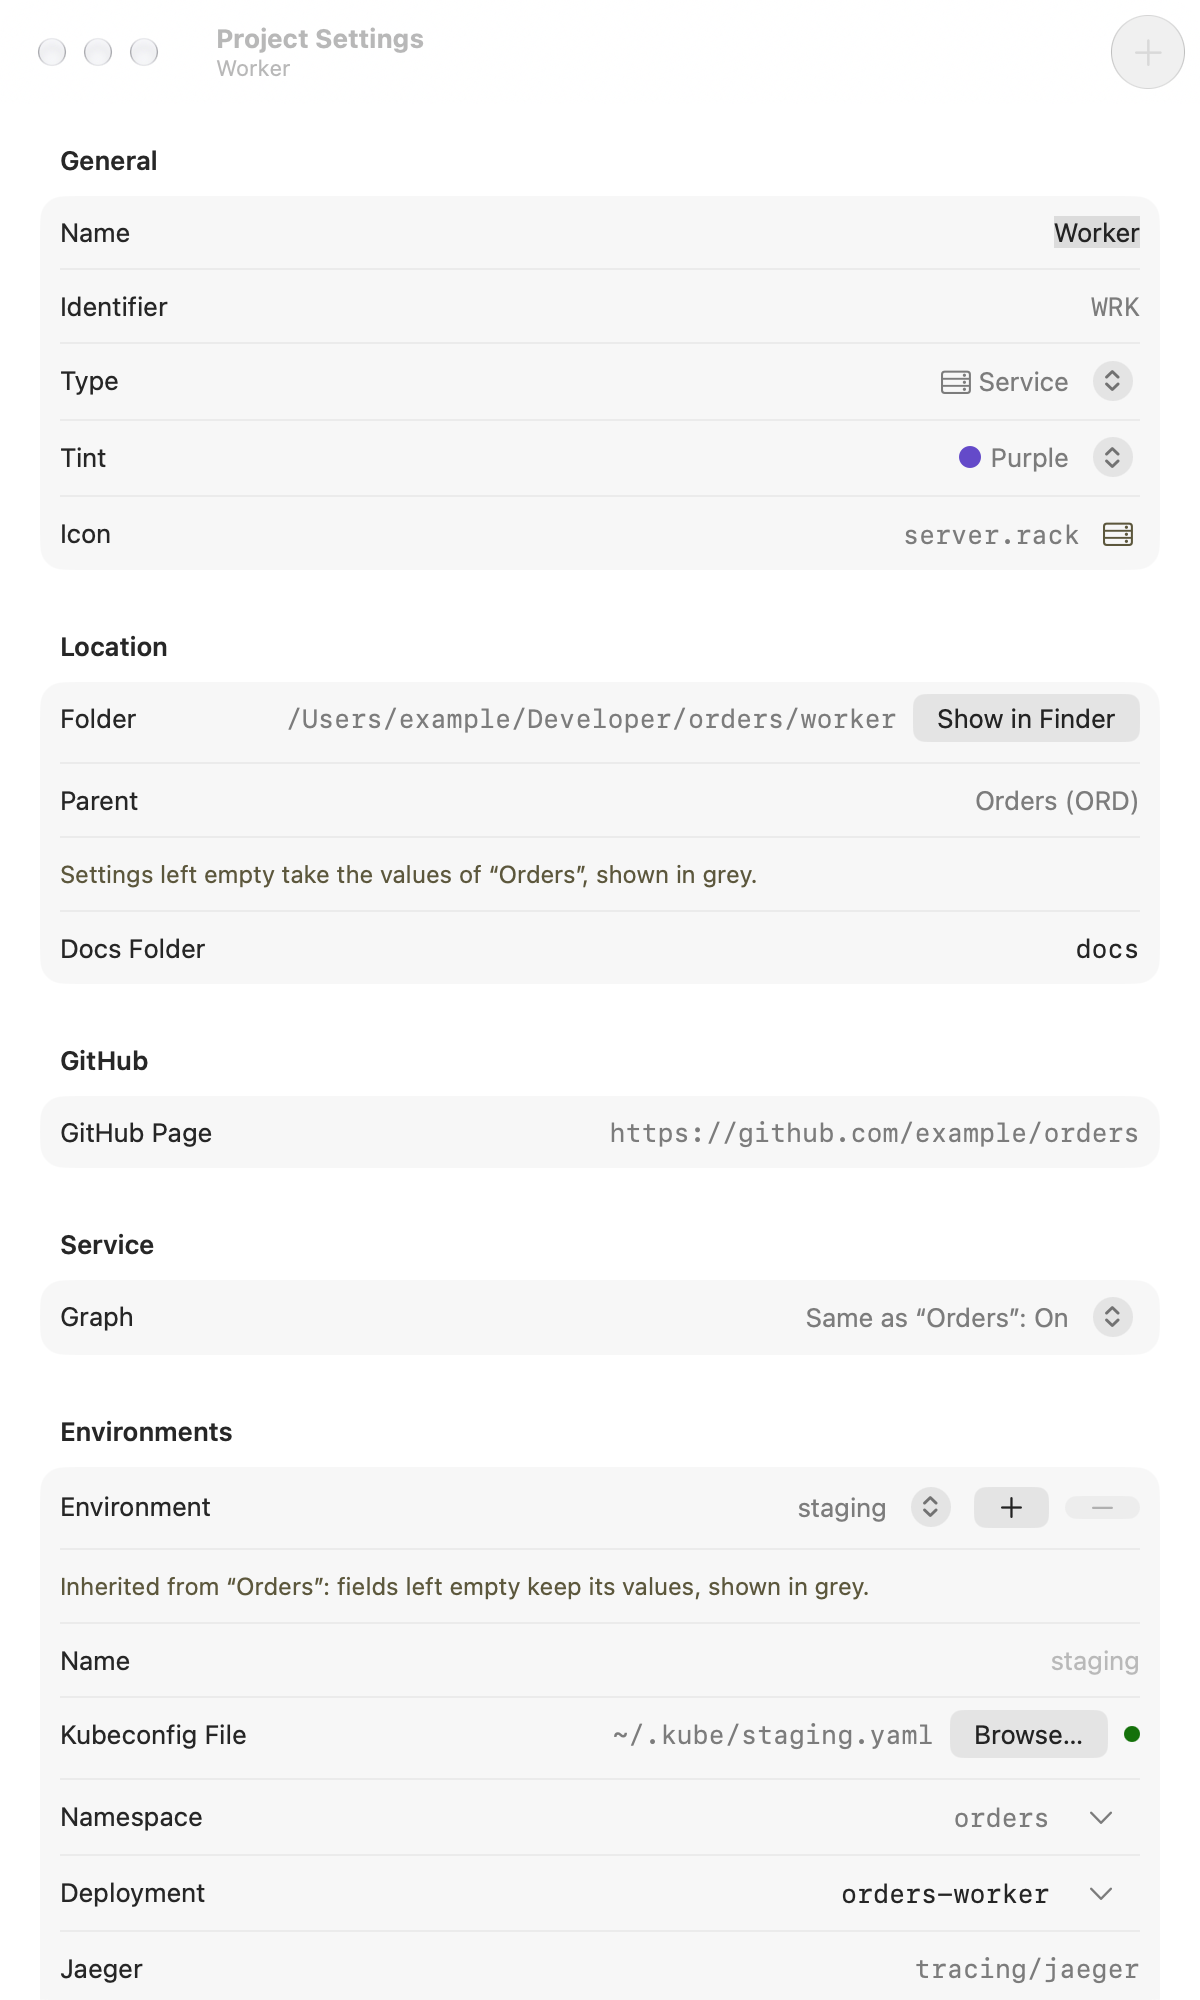 Project Settings
Worker
General
Name Worker
Identifier WRK
Type Service
Tint Purple
Icon server.rack
Location
Folder /Users/example/Developer/orders/worker Show in Finder
Parent Orders (ORD)
Settings left empty take the values of “Orders”, shown in grey.
Docs Folder docs
GitHub
GitHub Page https://github.com/example/orders
Service
Graph Same as “Orders”: On
Environments
Environment staging
Inherited from “Orders”: fields left empty keep its values, shown in grey.
Name staging
Kubeconfig File ~/.kube/staging.yaml Browse...
Namespace orders
Deployment orders-worker
Jaeger tracing/jaeger